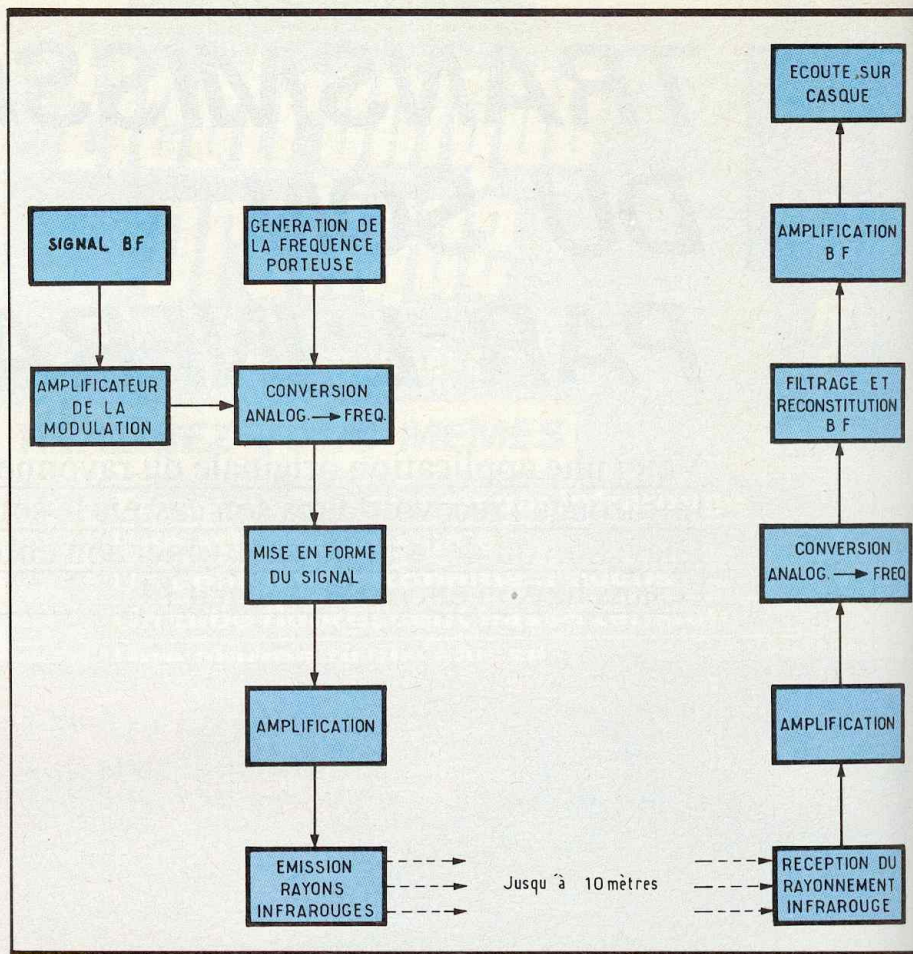 SIGNAL BF
GENERATION DE
LA FREQUENCE
PORTEUSE
AMPLIFICATEUR
DE LA
MODULATION
CONVERSION
ANALOG. → FREQ.
MISE EN FORME
DU SIGNAL
AMPLIFICATION
EMISSION
RAYONS
INFRAROUGES
Jusqu'à 10 mètres
RECEPTION DU
RAYONNEMENT
INFRAROUGE
AMPLIFICATION
CONVERSION
ANALOG. → FREQ
FILTRAGE ET
RECONSTITUTION
BF
AMPLIFICATION
BF
ECOUTE SUR
CASQUE